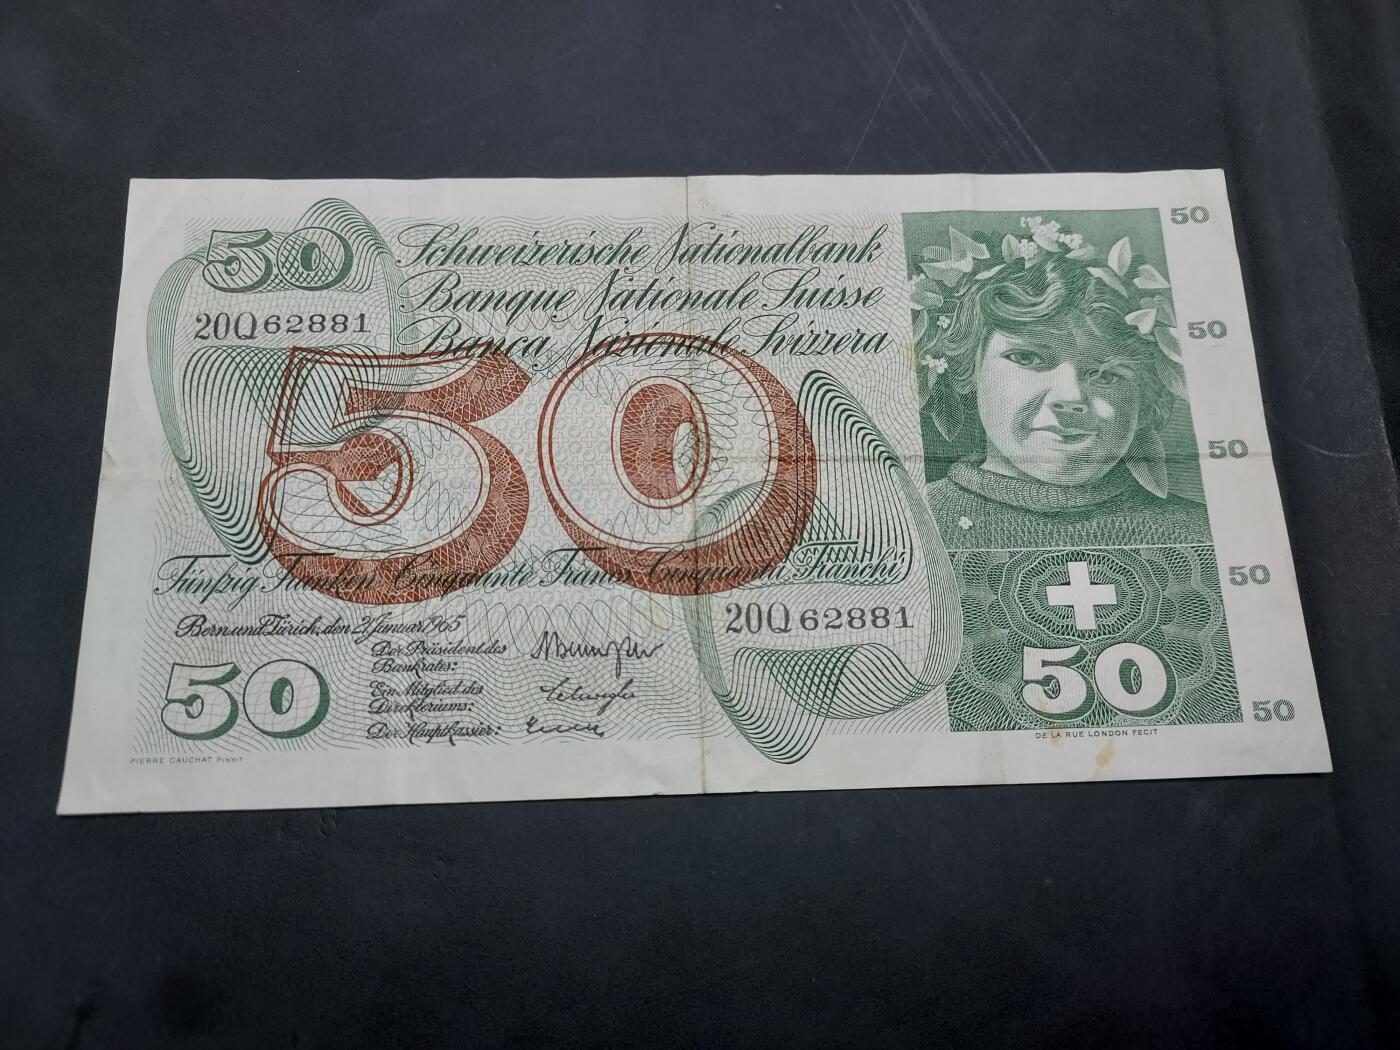 50
Schweizerische Nationalbank
Banque Nationale Suisse
Banca Nazionale Svizzera
20Q62881
50
Fünfzig Franken Cinquante Francs Cinquanta Franchi
20Q62881
Bern und Zürich, den 21. Januar 1965
Der Präsident des
Bankrates:
Ein Mitglied des
Direktoriums:
Der Hauptkassier:
50
50
50
50
50
50
50
50
PIERRE GAUCHAT PINXIT
DE LA RUE LONDON FECIT